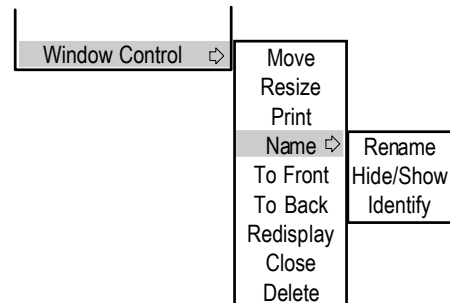 Window Control ⇨
Move
Resize
Print
Name ⇨
To Front
To Back
Redisplay
Close
Delete
Rename
Hide/Show
Identify